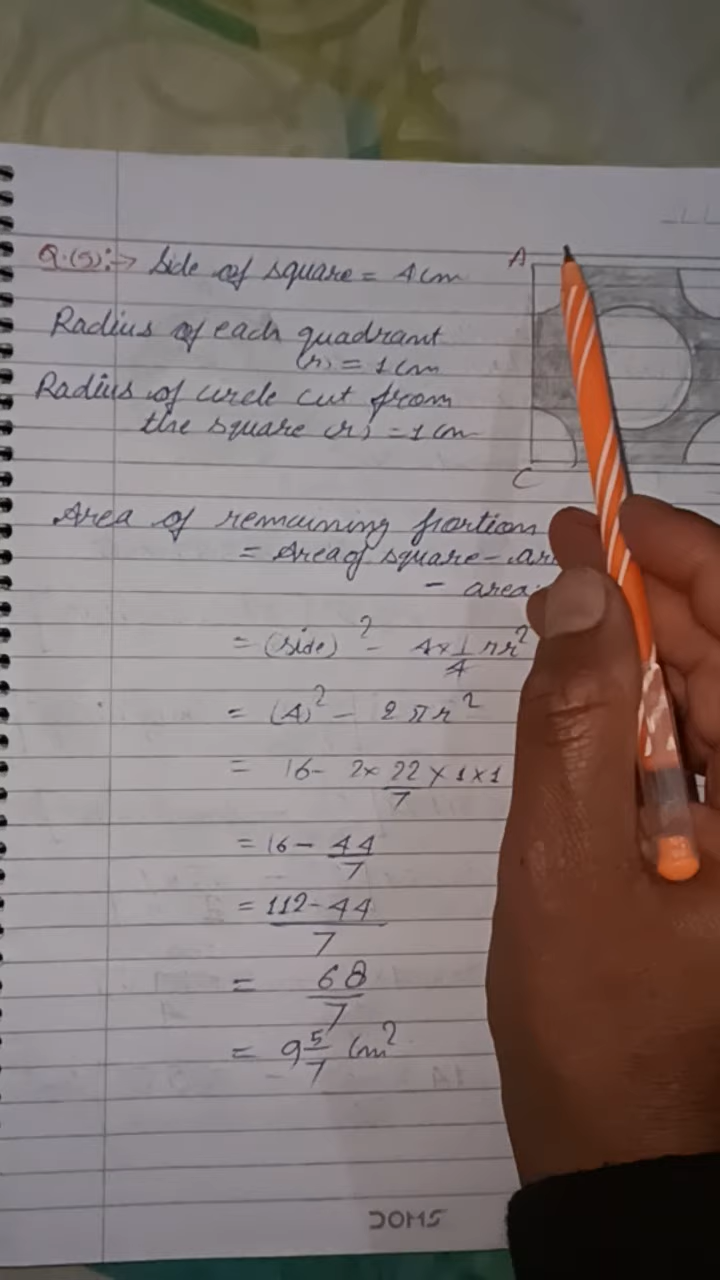 Q.(5):→ Side of square = 4 cm
A
Radius of each quadrant
(r) = 1 cm
Radius of circle cut from
the square (r) = 1 cm
C
Area of remaining portion
= Area of square - ar
- area
= (side)² - 4×1/4 πr²
= (4)² - 2πr²
= 16 - 2× 22/7 × 1×1
= 16 - 44/7
= 112-44/7
= 68/7
= 9 5/7 cm²
DOMS